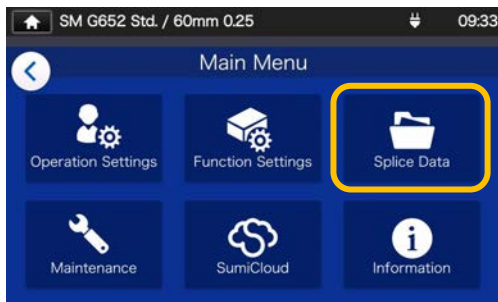 SM G652 Std. / 60mm 0.25 09:33
Main Menu
Operation Settings Function Settings Splice Data
Maintenance SumiCloud Information